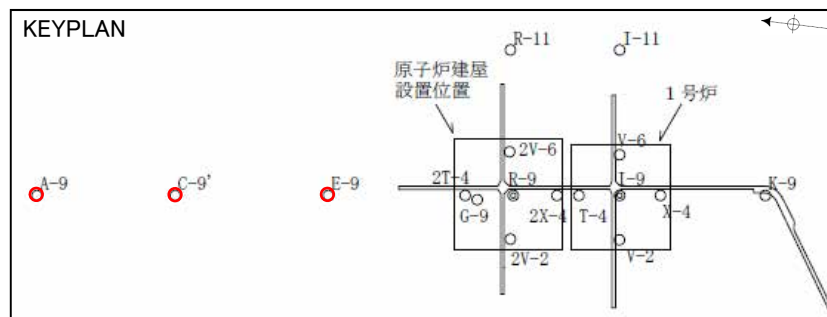 KEYPLAN
R-11
I-11
原子炉建屋
設置位置
1号炉
2V-6
V-6
A-9
C-9'
E-9
2T-4
R-9
I-9
K-9
G-9
2X-4
T-4
X-4
2V-2
V-2